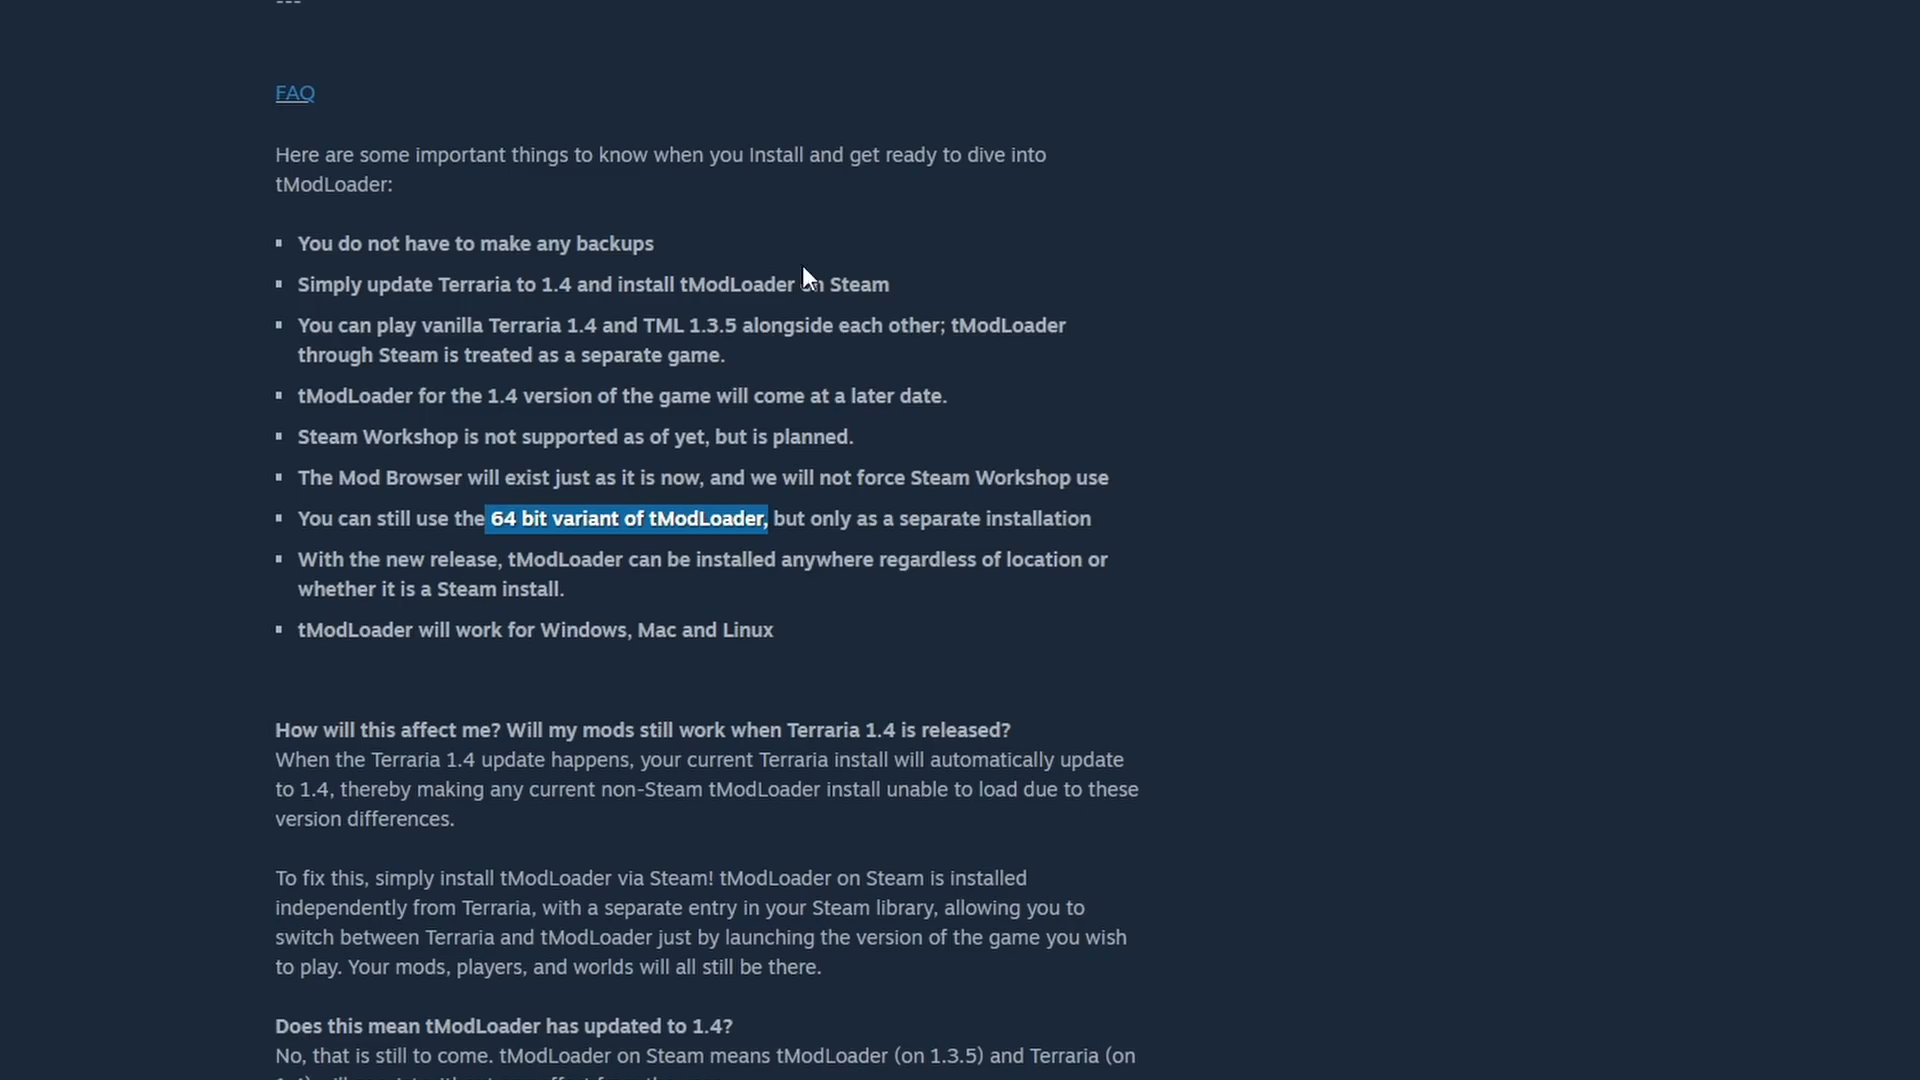 ---
FAQ
Here are some important things to know when you Install and get ready to dive into
tModLoader:
▪ You do not have to make any backups
▪ Simply update Terraria to 1.4 and install tModLoader on Steam
▪ You can play vanilla Terraria 1.4 and TML 1.3.5 alongside each other; tModLoader
through Steam is treated as a separate game.
▪ tModLoader for the 1.4 version of the game will come at a later date.
▪ Steam Workshop is not supported as of yet, but is planned.
▪ The Mod Browser will exist just as it is now, and we will not force Steam Workshop use
▪ You can still use the 64 bit variant of tModLoader, but only as a separate installation
▪ With the new release, tModLoader can be installed anywhere regardless of location or
whether it is a Steam install.
▪ tModLoader will work for Windows, Mac and Linux
How will this affect me? Will my mods still work when Terraria 1.4 is released?
When the Terraria 1.4 update happens, your current Terraria install will automatically update
to 1.4, thereby making any current non-Steam tModLoader install unable to load due to these
version differences.
To fix this, simply install tModLoader via Steam! tModLoader on Steam is installed
independently from Terraria, with a separate entry in your Steam library, allowing you to
switch between Terraria and tModLoader just by launching the version of the game you wish
to play. Your mods, players, and worlds will all still be there.
Does this mean tModLoader has updated to 1.4?
No, that is still to come. tModLoader on Steam means tModLoader (on 1.3.5) and Terraria (on